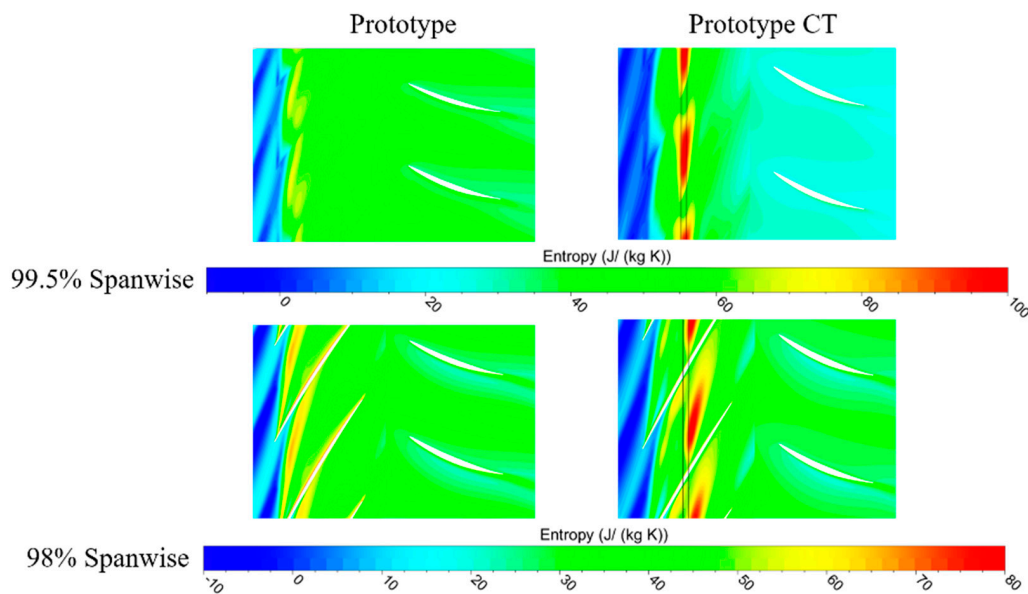 Prototype
Prototype CT
Entropy (J/ (kg K))
99.5% Spanwise
0 20 40 60 80 100
Entropy (J/ (kg K))
98% Spanwise
-10 0 10 20 30 40 50 60 70 80